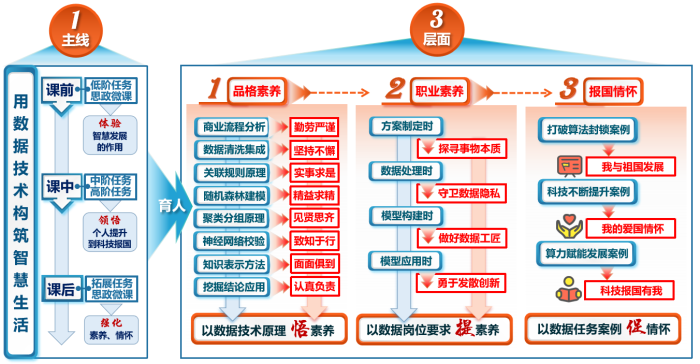 1
主线
3
层面
用数据技术构筑智慧生活
课前
低阶任务
思政微课
体验
智慧发展
的作用
课中
中阶任务
高阶任务
领悟
个人提升
到科技报国
课后
拓展任务
思政微课
强化
素养、情怀
育人
1 品格素养
商业流程分析 勤劳严谨
数据清洗集成 坚持不懈
关联规则原理 实事求是
随机森林建模 精益求精
聚类分组原理 见贤思齐
神经网络校验 致知于行
知识表示方法 面面俱到
挖掘结论应用 认真负责
以数据技术原理 悟 素养
2 职业素养
方案制定时
探寻事物本质
数据处理时
守卫数据隐私
模型构建时
做好数据工匠
模型应用时
勇于发散创新
以数据岗位要求 提 素养
3 报国情怀
打破算法封锁案例
我与祖国发展
科技不断提升案例
我的爱国情怀
算力赋能发展案例
科技报国有我
以数据任务案例 促 情怀